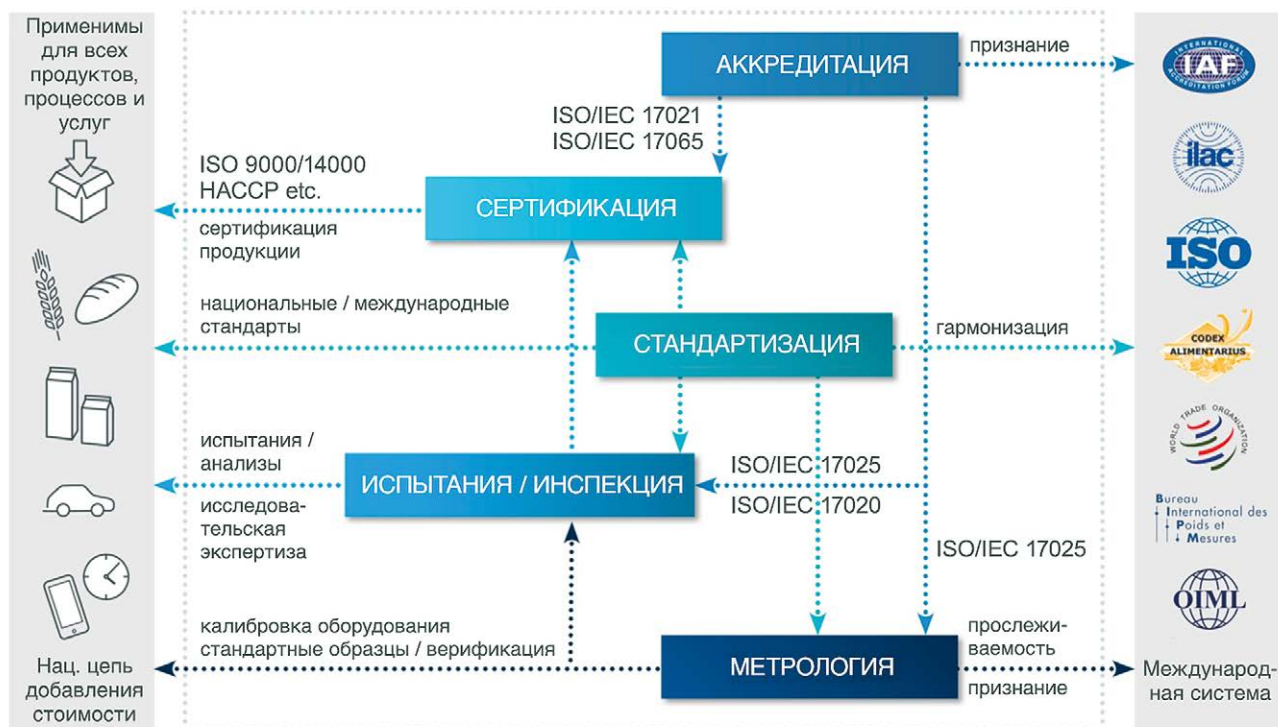 Применимы
для всех
продуктов,
процессов и
услуг
Нац. цепь
добавления
стоимости
АККРЕДИТАЦИЯ
признание
ISO/IEC 17021
ISO/IEC 17065
ISO 9000/14000
HACCP etc.
сертификация
продукции
СЕРТИФИКАЦИЯ
национальные / международные
стандарты
СТАНДАРТИЗАЦИЯ
гармонизация
испытания /
анализы
исследова-
тельская
экспертиза
ИСПЫТАНИЯ / ИНСПЕКЦИЯ
ISO/IEC 17025
ISO/IEC 17020
ISO/IEC 17025
калибровка оборудования
стандартные образцы / верификация
МЕТРОЛОГИЯ
прослежи-
ваемость
признание
INTERNATIONAL
IAF
ACCREDITATION FORUM
ilac
ISO
CODEX
ALIMENTARIUS
WORLD TRADE ORGANIZATION
Bureau
International des
Poids et
Mesures
OIML
Международ-
ная система